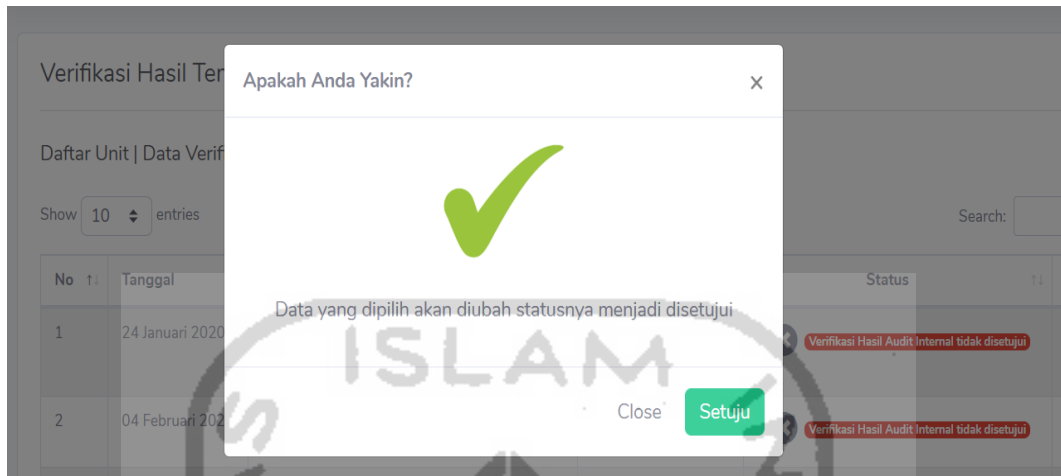 Verifikasi Hasil
Apakah Anda Yakin?
x
Daftar Unit | Data
Show 10 entries
Search:
No
Tanggal
Status
Data yang dipilih akan diubah statusnya menjadi disetujui
1
24 Januari 2020
Verifikasi Hasil Audit Internal tidak disetujui
ISLAM
Close
Setuju
2
04 Februari 202
Verifikasi Hasil Audit Internal tidak disetujui